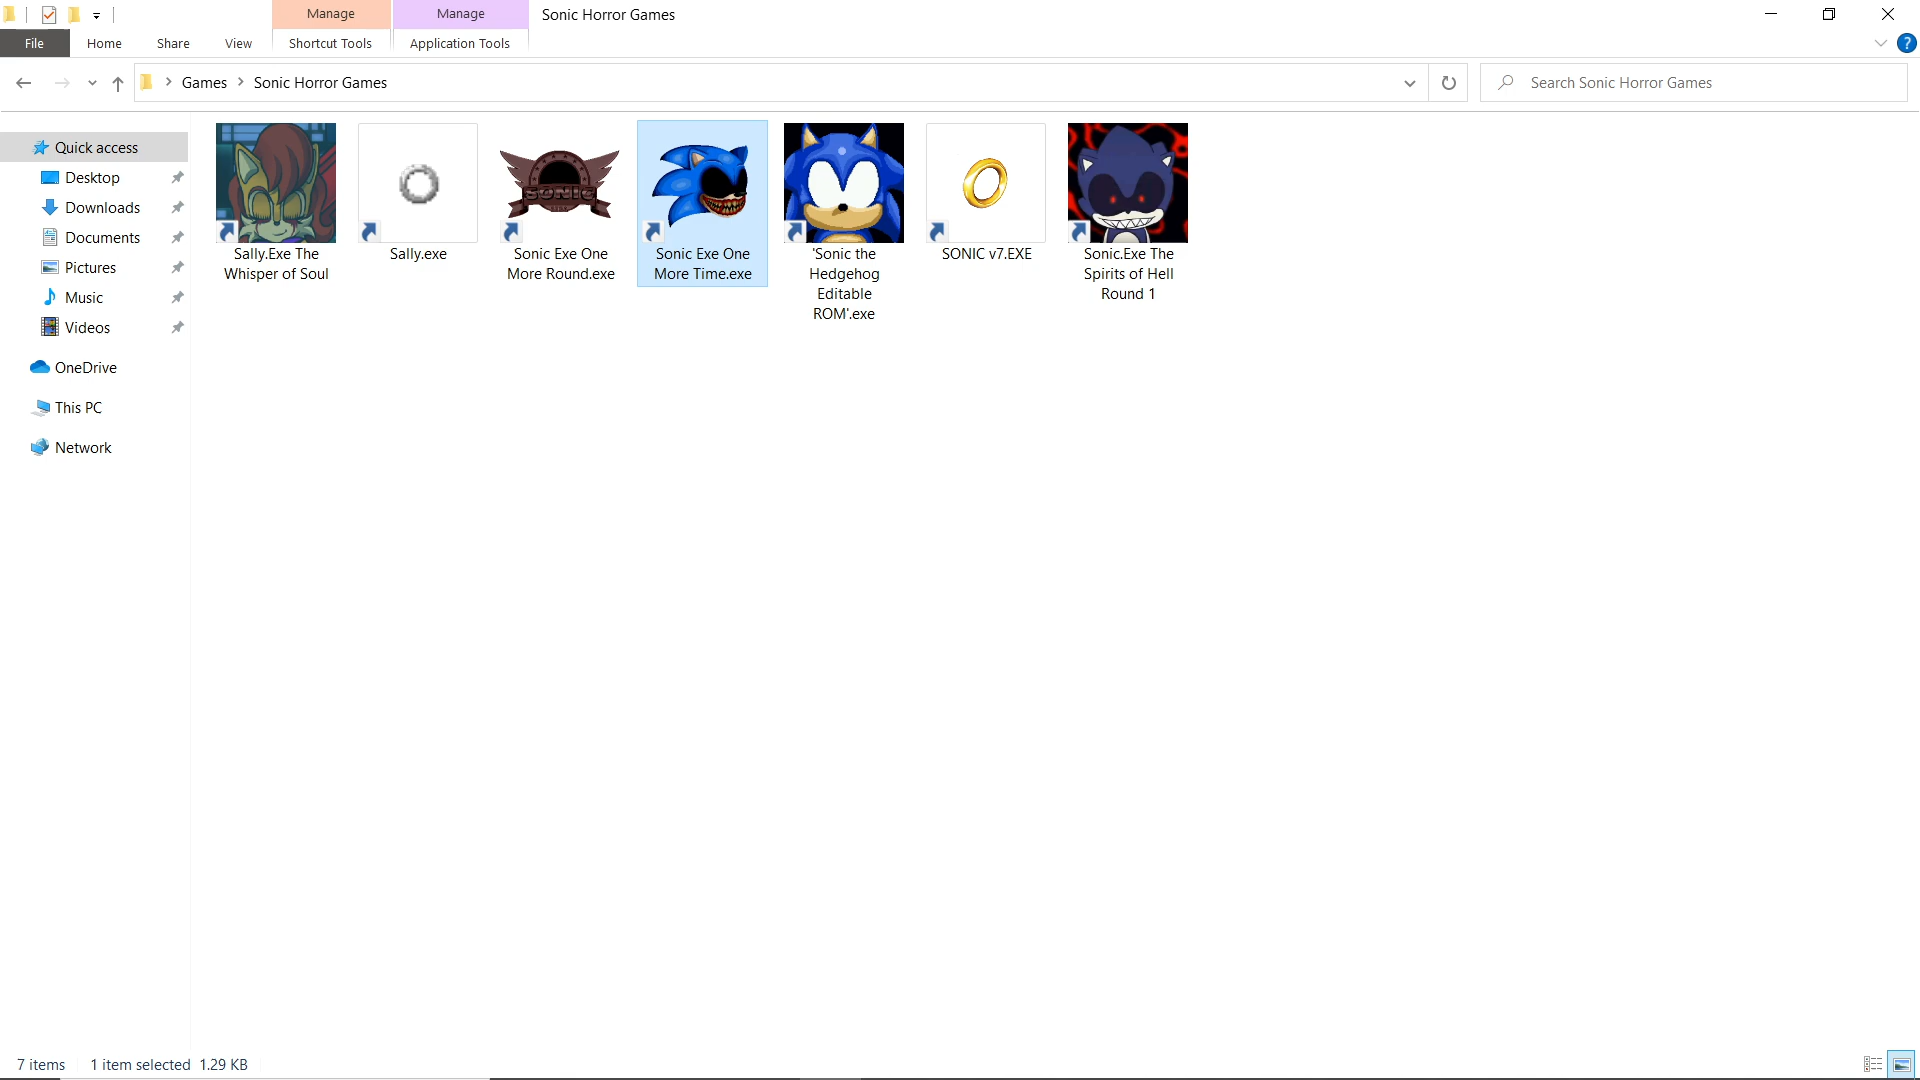 Manage
Manage
Sonic Horror Games
File
Home
Share
View
Shortcut Tools
Application Tools
?
Games
Sonic Horror Games
Search Sonic Horror Games
Quick access
Desktop
Downloads
Documents
Pictures
Music
Videos
OneDrive
This PC
Network
Sally.Exe The
Whisper of Soul
Sally.exe
SONIC
Sonic Exe One
More Round.exe
Sonic Exe One
More Time.exe
'Sonic the
Hedgehog
Editable
ROM'.exe
SONIC v7.EXE
Sonic.Exe The
Spirits of Hell
Round 1
7 items
1 item selected 1.29 KB